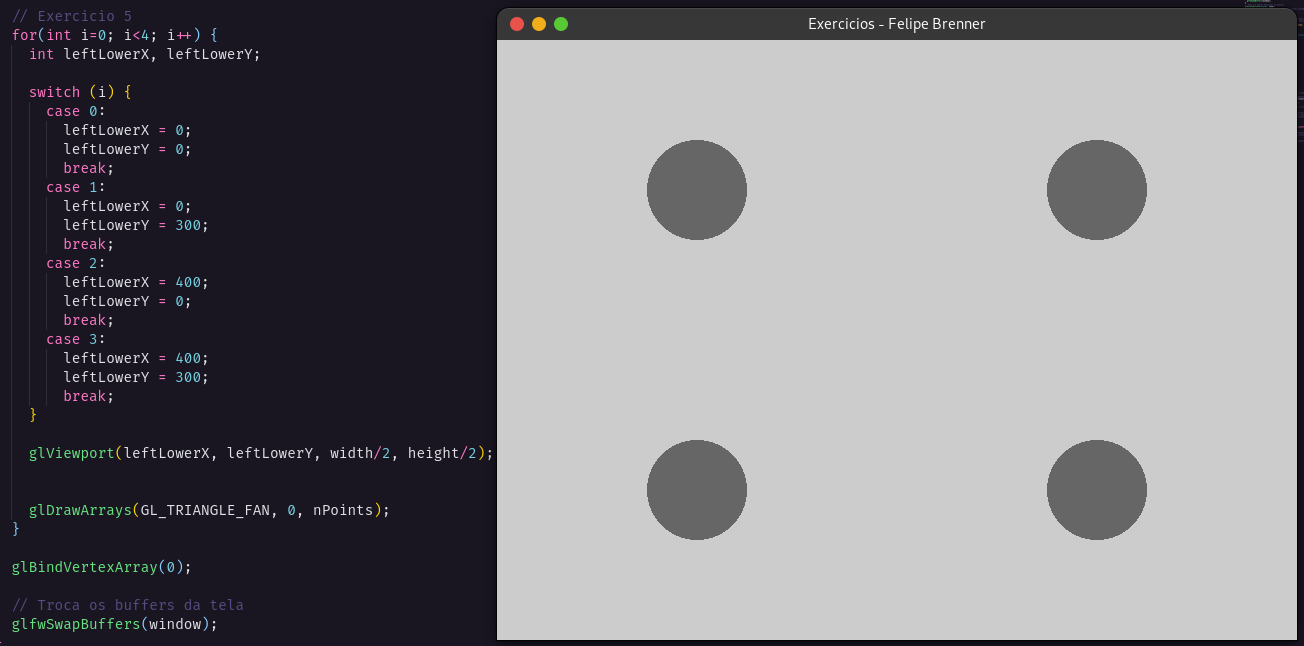 // Exercicio 5
for(int i=0; i<4; i++) {
int leftLowerX, leftLowerY;
switch (i) {
case 0:
leftLowerX = 0;
leftLowerY = 0;
break;
case 1:
leftLowerX = 0;
leftLowerY = 300;
break;
case 2:
leftLowerX = 400;
leftLowerY = 0;
break;
case 3:
leftLowerX = 400;
leftLowerY = 300;
break;
}
glViewport(leftLowerX, leftLowerY, width/2, height/2);
glDrawArrays(GL_TRIANGLE_FAN, 0, nPoints);
}
glBindVertexArray(0);
// Troca os buffers da tela
glfwSwapBuffers(window);
Exercicios - Felipe Brenner